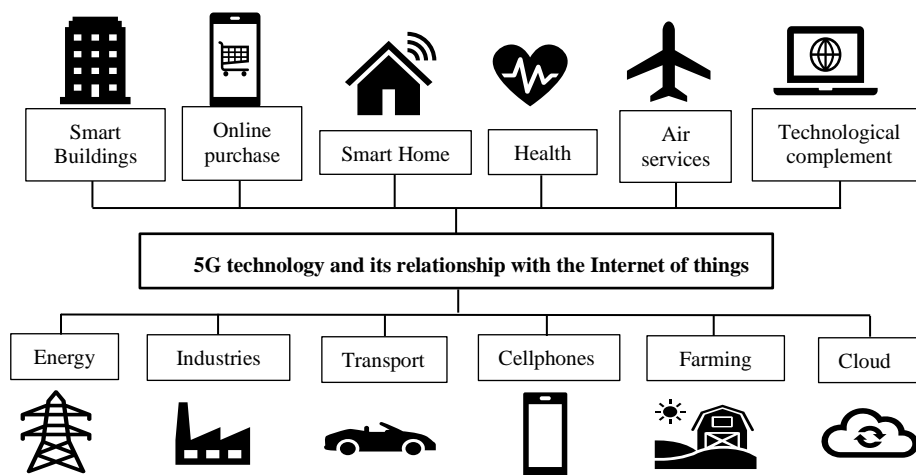 Smart
Buildings
Online
purchase
Smart Home
Health
Air
services
Technological
complement
5G technology and its relationship with the Internet of things
Energy
Industries
Transport
Cellphones
Farming
Cloud